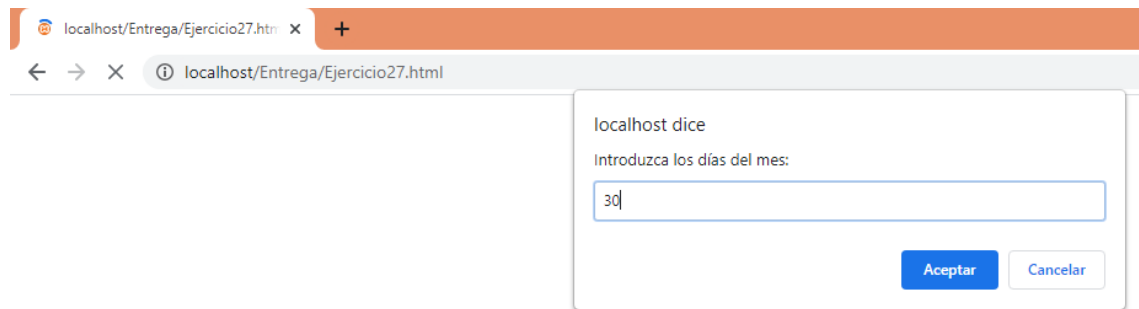 localhost/Entrega/Ejercicio27.htm
localhost/Entrega/Ejercicio27.html
localhost dice
Introduzca los días del mes:
30
Aceptar Cancelar